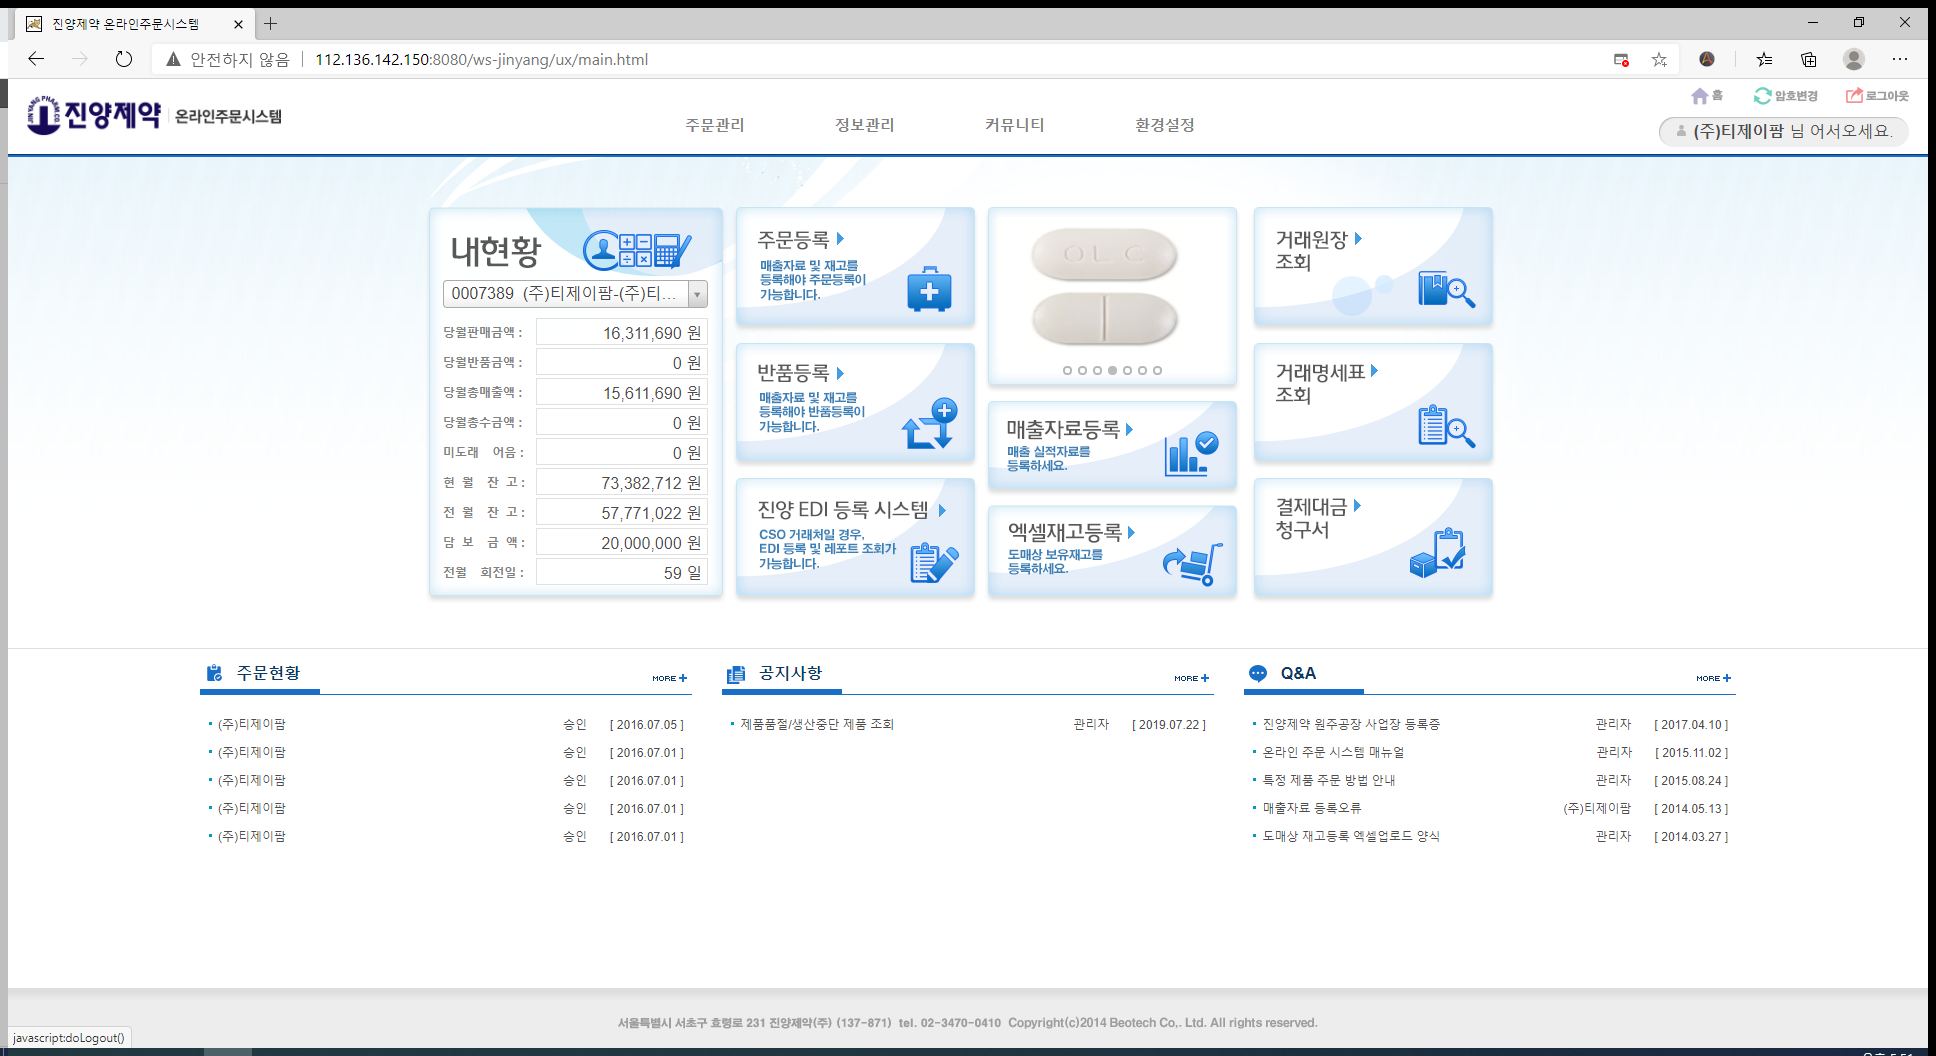 진양제약 온라인주문시스템
안전하지 않음
112.136.142.150:8080/ws-jinyang/ux/main.html
홈
암호변경
로그아웃
JINYANG PHARM.CO
진양제약 온라인주문시스템
주문관리
정보관리
커뮤니티
환경설정
(주)티제이팜 님 어서오세요.
내현황
0007389 (주)티제이팜-(주)티...
당월판매금액 : 16,311,690 원
당월반품금액 : 0 원
당월총매출액 : 15,611,690 원
당월총수금액 : 0 원
미도래 어음 : 0 원
현 월 잔 고 : 73,382,712 원
전 월 잔 고 : 57,771,022 원
담 보 금 액 : 20,000,000 원
전월 회전일 : 59 일
주문등록
매출자료 및 재고를
등록해야 주문등록이
가능합니다.
반품등록
매출자료 및 재고를
등록해야 반품등록이
가능합니다.
진양 EDI 등록 시스템
CSO 거래처일 경우,
EDI 등록 및 레포트 조회가
가능합니다.
OLC
매출자료등록
매출 실적자료를
등록하세요.
엑셀재고등록
도매상 보유재고를
등록하세요.
거래원장
조회
거래명세표
조회
결제대금
청구서
주문현황
MORE
(주)티제이팜 승인 [ 2016.07.05 ]
(주)티제이팜 승인 [ 2016.07.01 ]
(주)티제이팜 승인 [ 2016.07.01 ]
(주)티제이팜 승인 [ 2016.07.01 ]
(주)티제이팜 승인 [ 2016.07.01 ]
공지사항
MORE
제품품절/생산중단 제품 조회 관리자 [ 2019.07.22 ]
Q&A
MORE
진양제약 원주공장 사업장 등록증 관리자 [ 2017.04.10 ]
온라인 주문 시스템 매뉴얼 관리자 [ 2015.11.02 ]
특정 제품 주문 방법 안내 관리자 [ 2015.08.24 ]
매출자료 등록오류 (주)티제이팜 [ 2014.05.13 ]
도매상 재고등록 엑셀업로드 양식 관리자 [ 2014.03.27 ]
서울특별시 서초구 효령로 231 진양제약(주) (137-871) tel. 02-3470-0410 Copyright(c)2014 Beotech Co,. Ltd. All rights reserved.
javascript:doLogout()